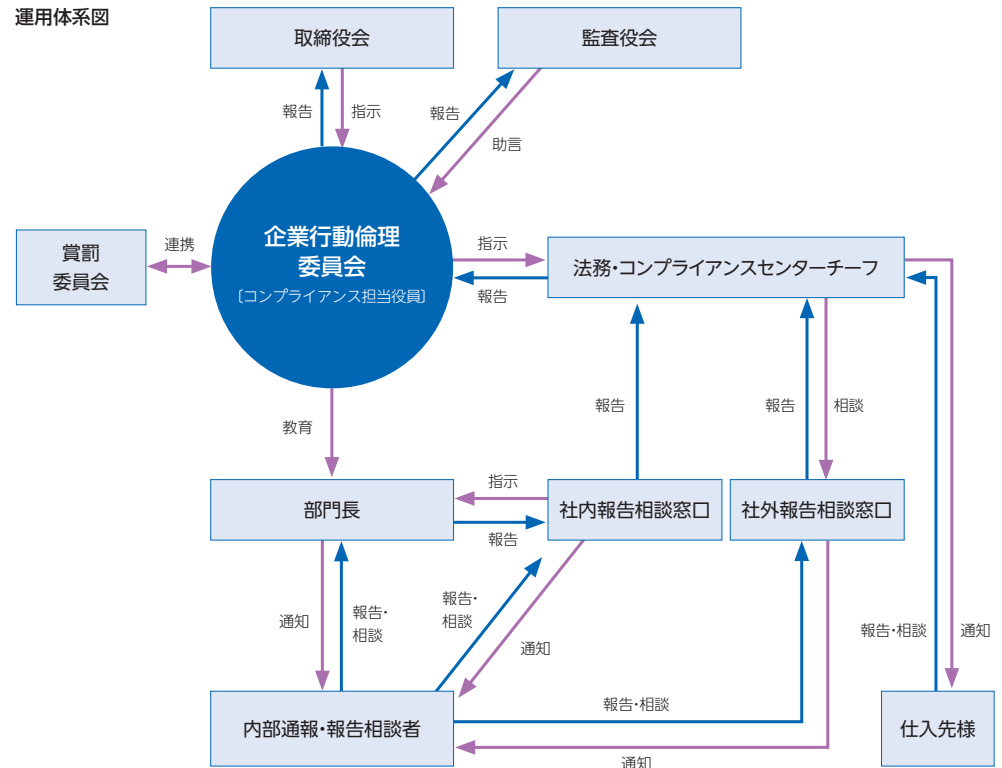 運用体系図
取締役会
監査役会
報告
指示
報告
助言
企業行動倫理
委員会
〔コンプライアンス担当役員〕
賞罰
委員会
連携
指示
報告
法務・コンプライアンスセンターチーフ
教育
報告
報告
相談
部門長
指示
報告
社内報告相談窓口
社外報告相談窓口
通知
報告・
相談
報告・
相談
通知
報告・相談
通知
内部通報・報告相談者
報告・相談
通知
仕入先様